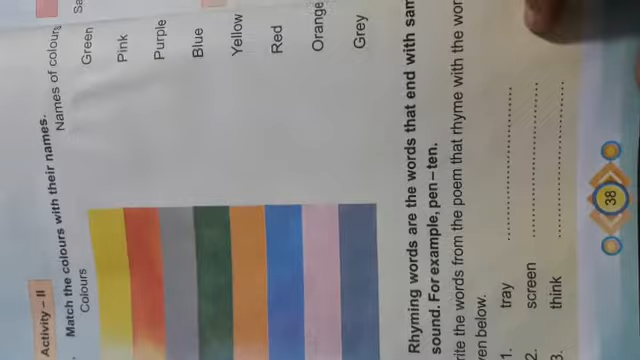 Sa
Activity – II
Match the colours with their names.
Colours
Names of colours
Green
Pink
Purple
Blue
Yellow
Red
Orange
Grey
Rhyming words are the words that end with sam
sound. For example, pen – ten.
rite the words from the poem that rhyme with the wor
ven below.
1. tray ..............................
2. screen ..............................
3. think ..............................
38